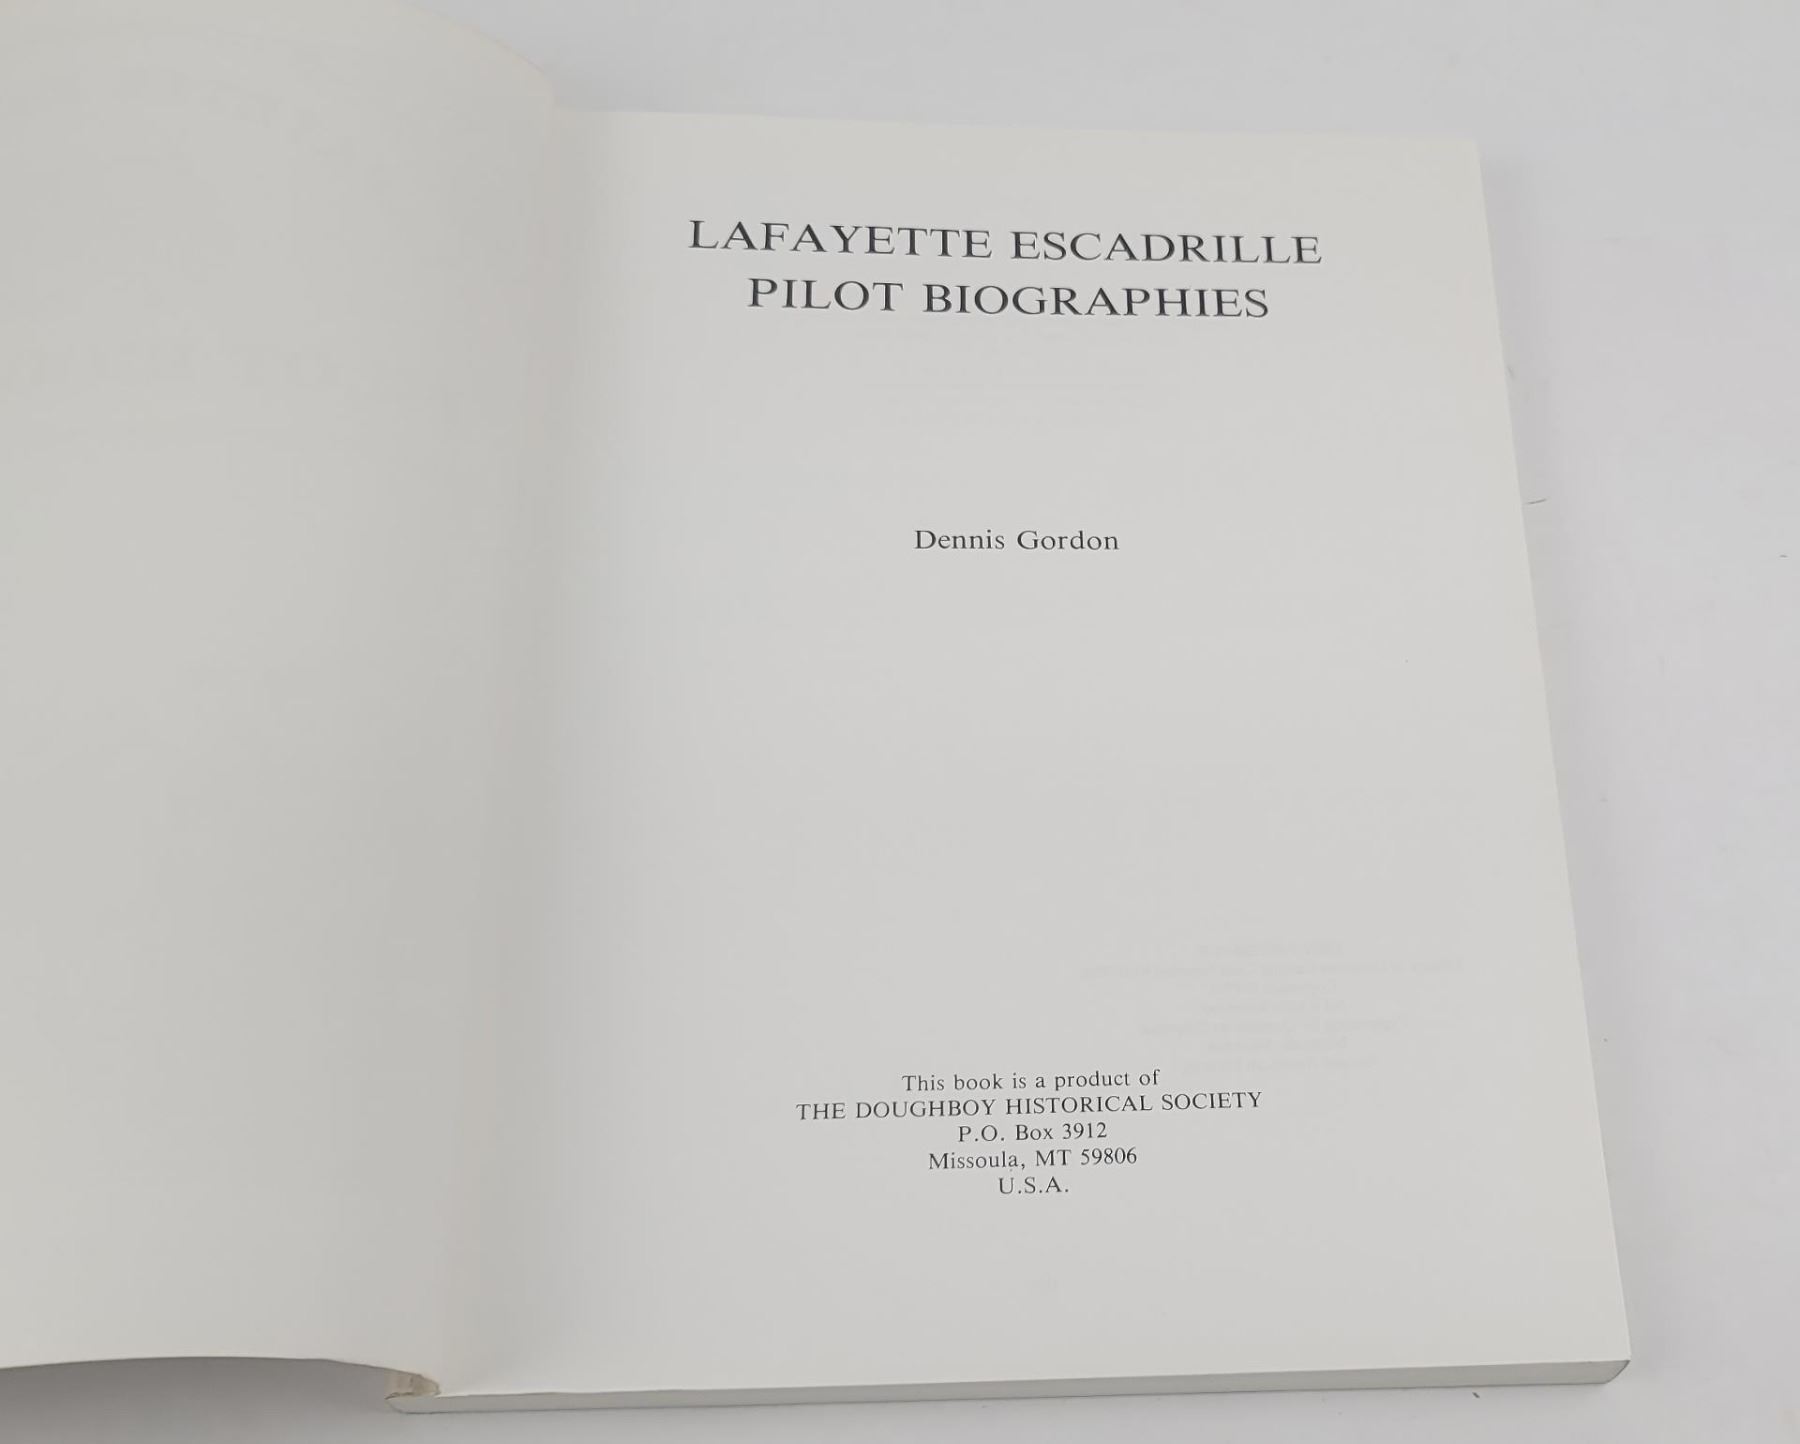 LAFAYETTE ESCADRILLE
PILOT BIOGRAPHIES
Dennis Gordon
This book is a product of
THE DOUGHBOY HISTORICAL SOCIETY
P.O. Box 3912
Missoula, MT 59806
U.S.A.